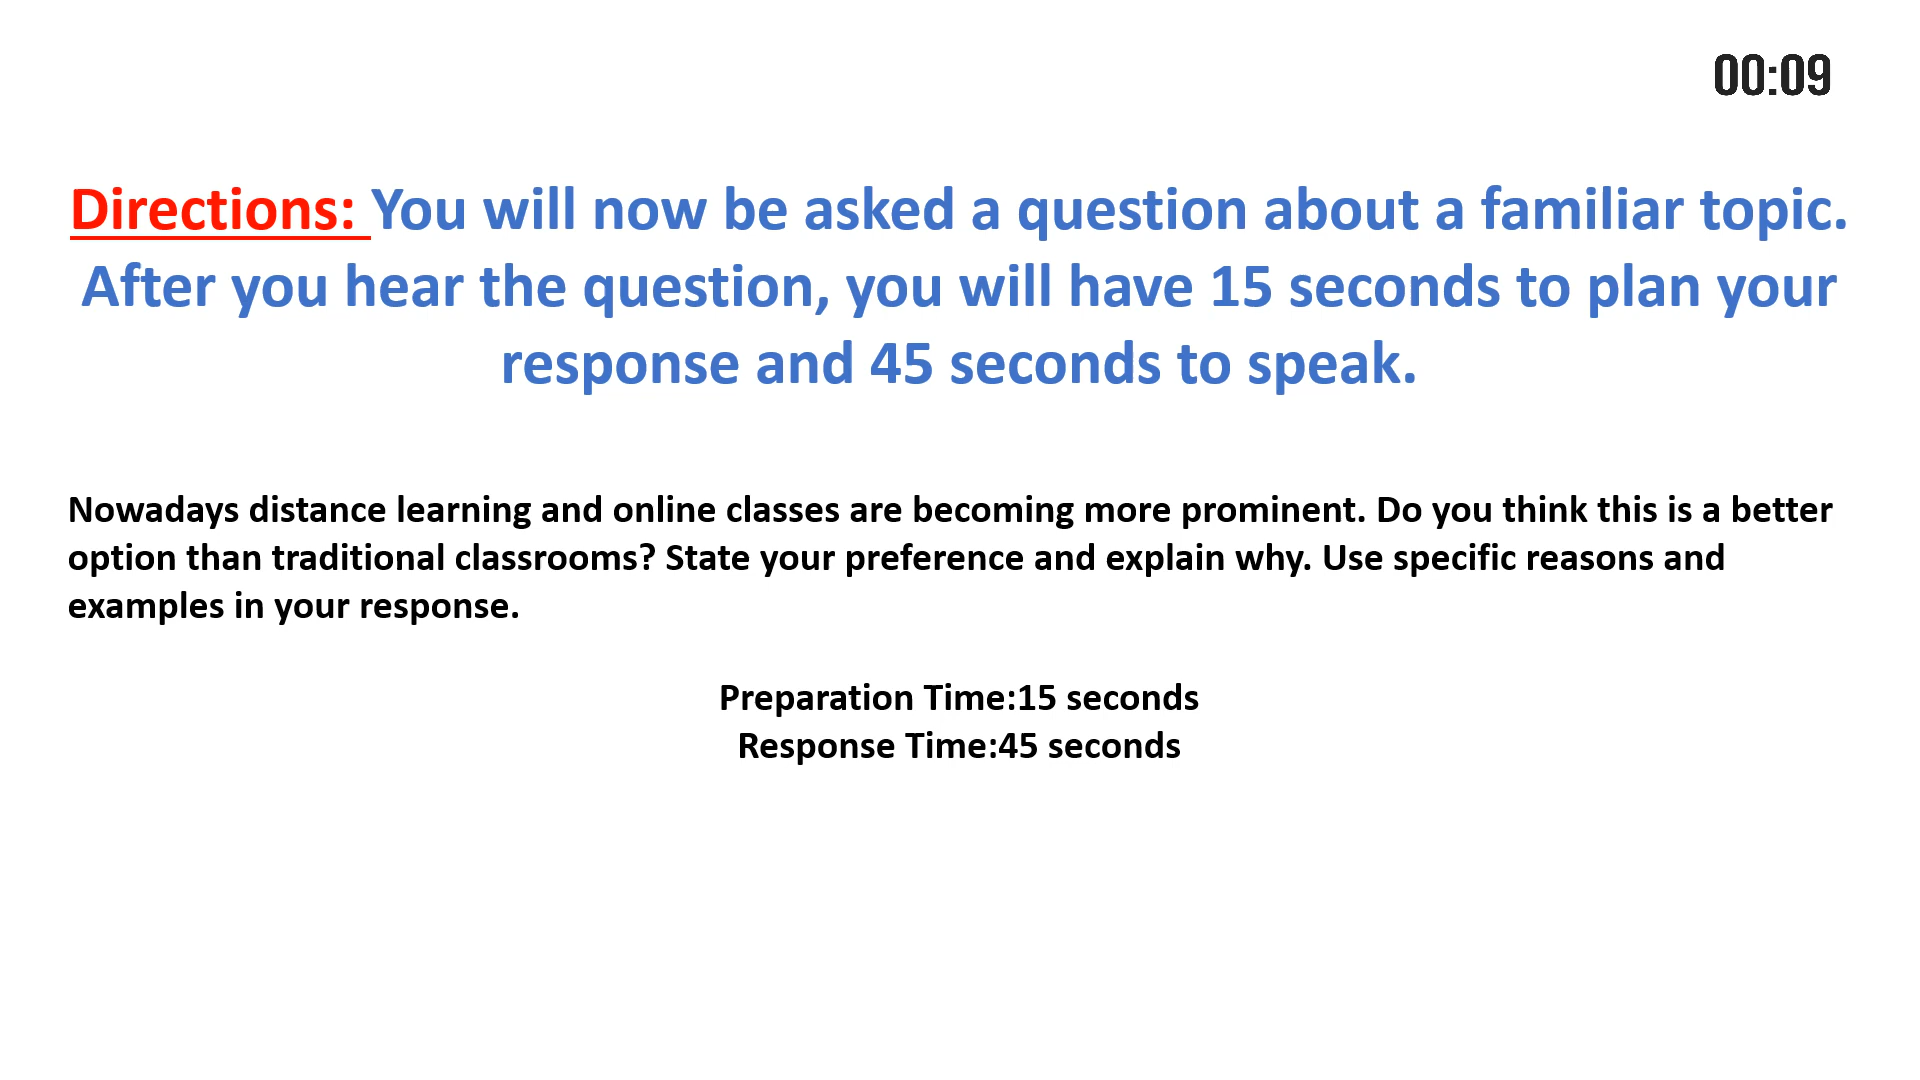 00:09
Directions: You will now be asked a question about a familiar topic.
After you hear the question, you will have 15 seconds to plan your
response and 45 seconds to speak.
Nowadays distance learning and online classes are becoming more prominent. Do you think this is a better
option than traditional classrooms? State your preference and explain why. Use specific reasons and
examples in your response.
Preparation Time:15 seconds
Response Time:45 seconds